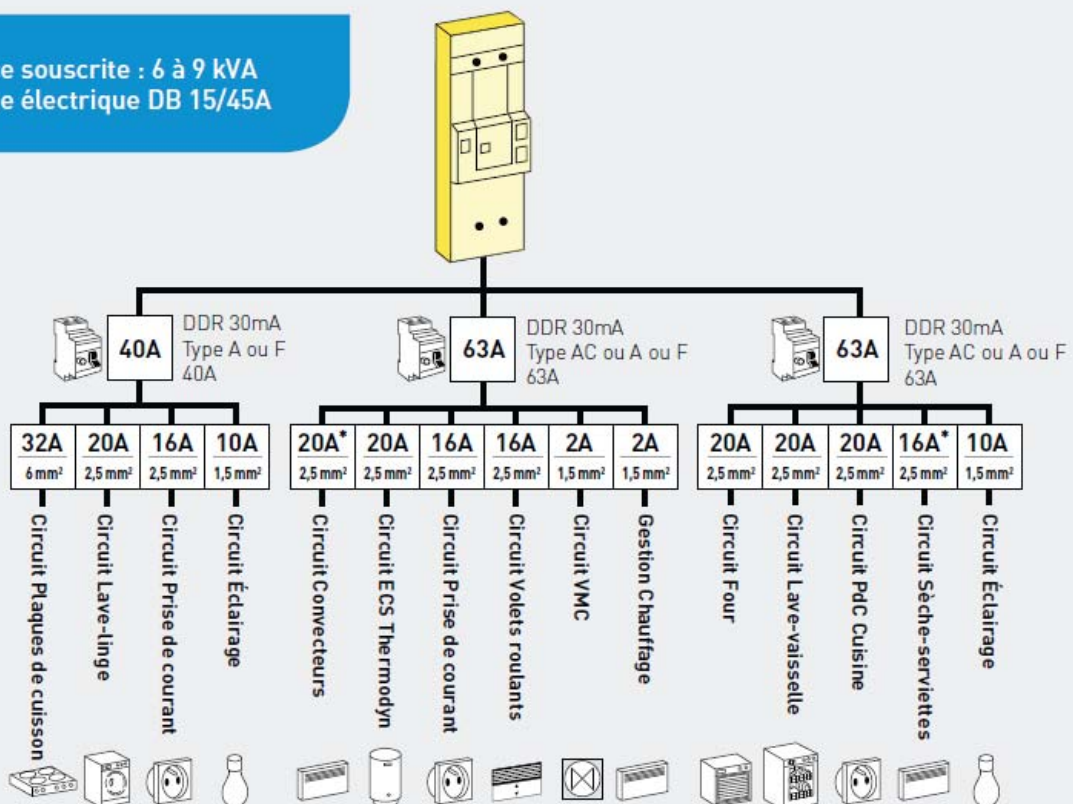 e souscrite : 6 à 9 kVA
e électrique DB 15/45A
40A
DDR 30mA
Type A ou F
40A
63A
DDR 30mA
Type AC ou A ou F
63A
63A
DDR 30mA
Type AC ou A ou F
63A
32A
6 mm²
20A
2,5 mm²
16A
2,5 mm²
10A
1,5 mm²
20A*
2,5 mm²
20A
2,5 mm²
16A
2,5 mm²
16A
2,5 mm²
2A
1,5 mm²
2A
1,5 mm²
20A
2,5 mm²
20A
2,5 mm²
20A
2,5 mm²
16A*
2,5 mm²
10A
1,5 mm²
Circuit Plaques de cuisson
Circuit Lave-linge
Circuit Prise de courant
Circuit Éclairage
Circuit Convecteurs
Circuit ECS Thermodyn
Circuit Prise de courant
Circuit Volets roulants
Circuit VMC
Gestion Chauffage
Circuit Four
Circuit Lave-vaisselle
Circuit PdC Cuisine
Circuit Sèche-serviettes
Circuit Éclairage